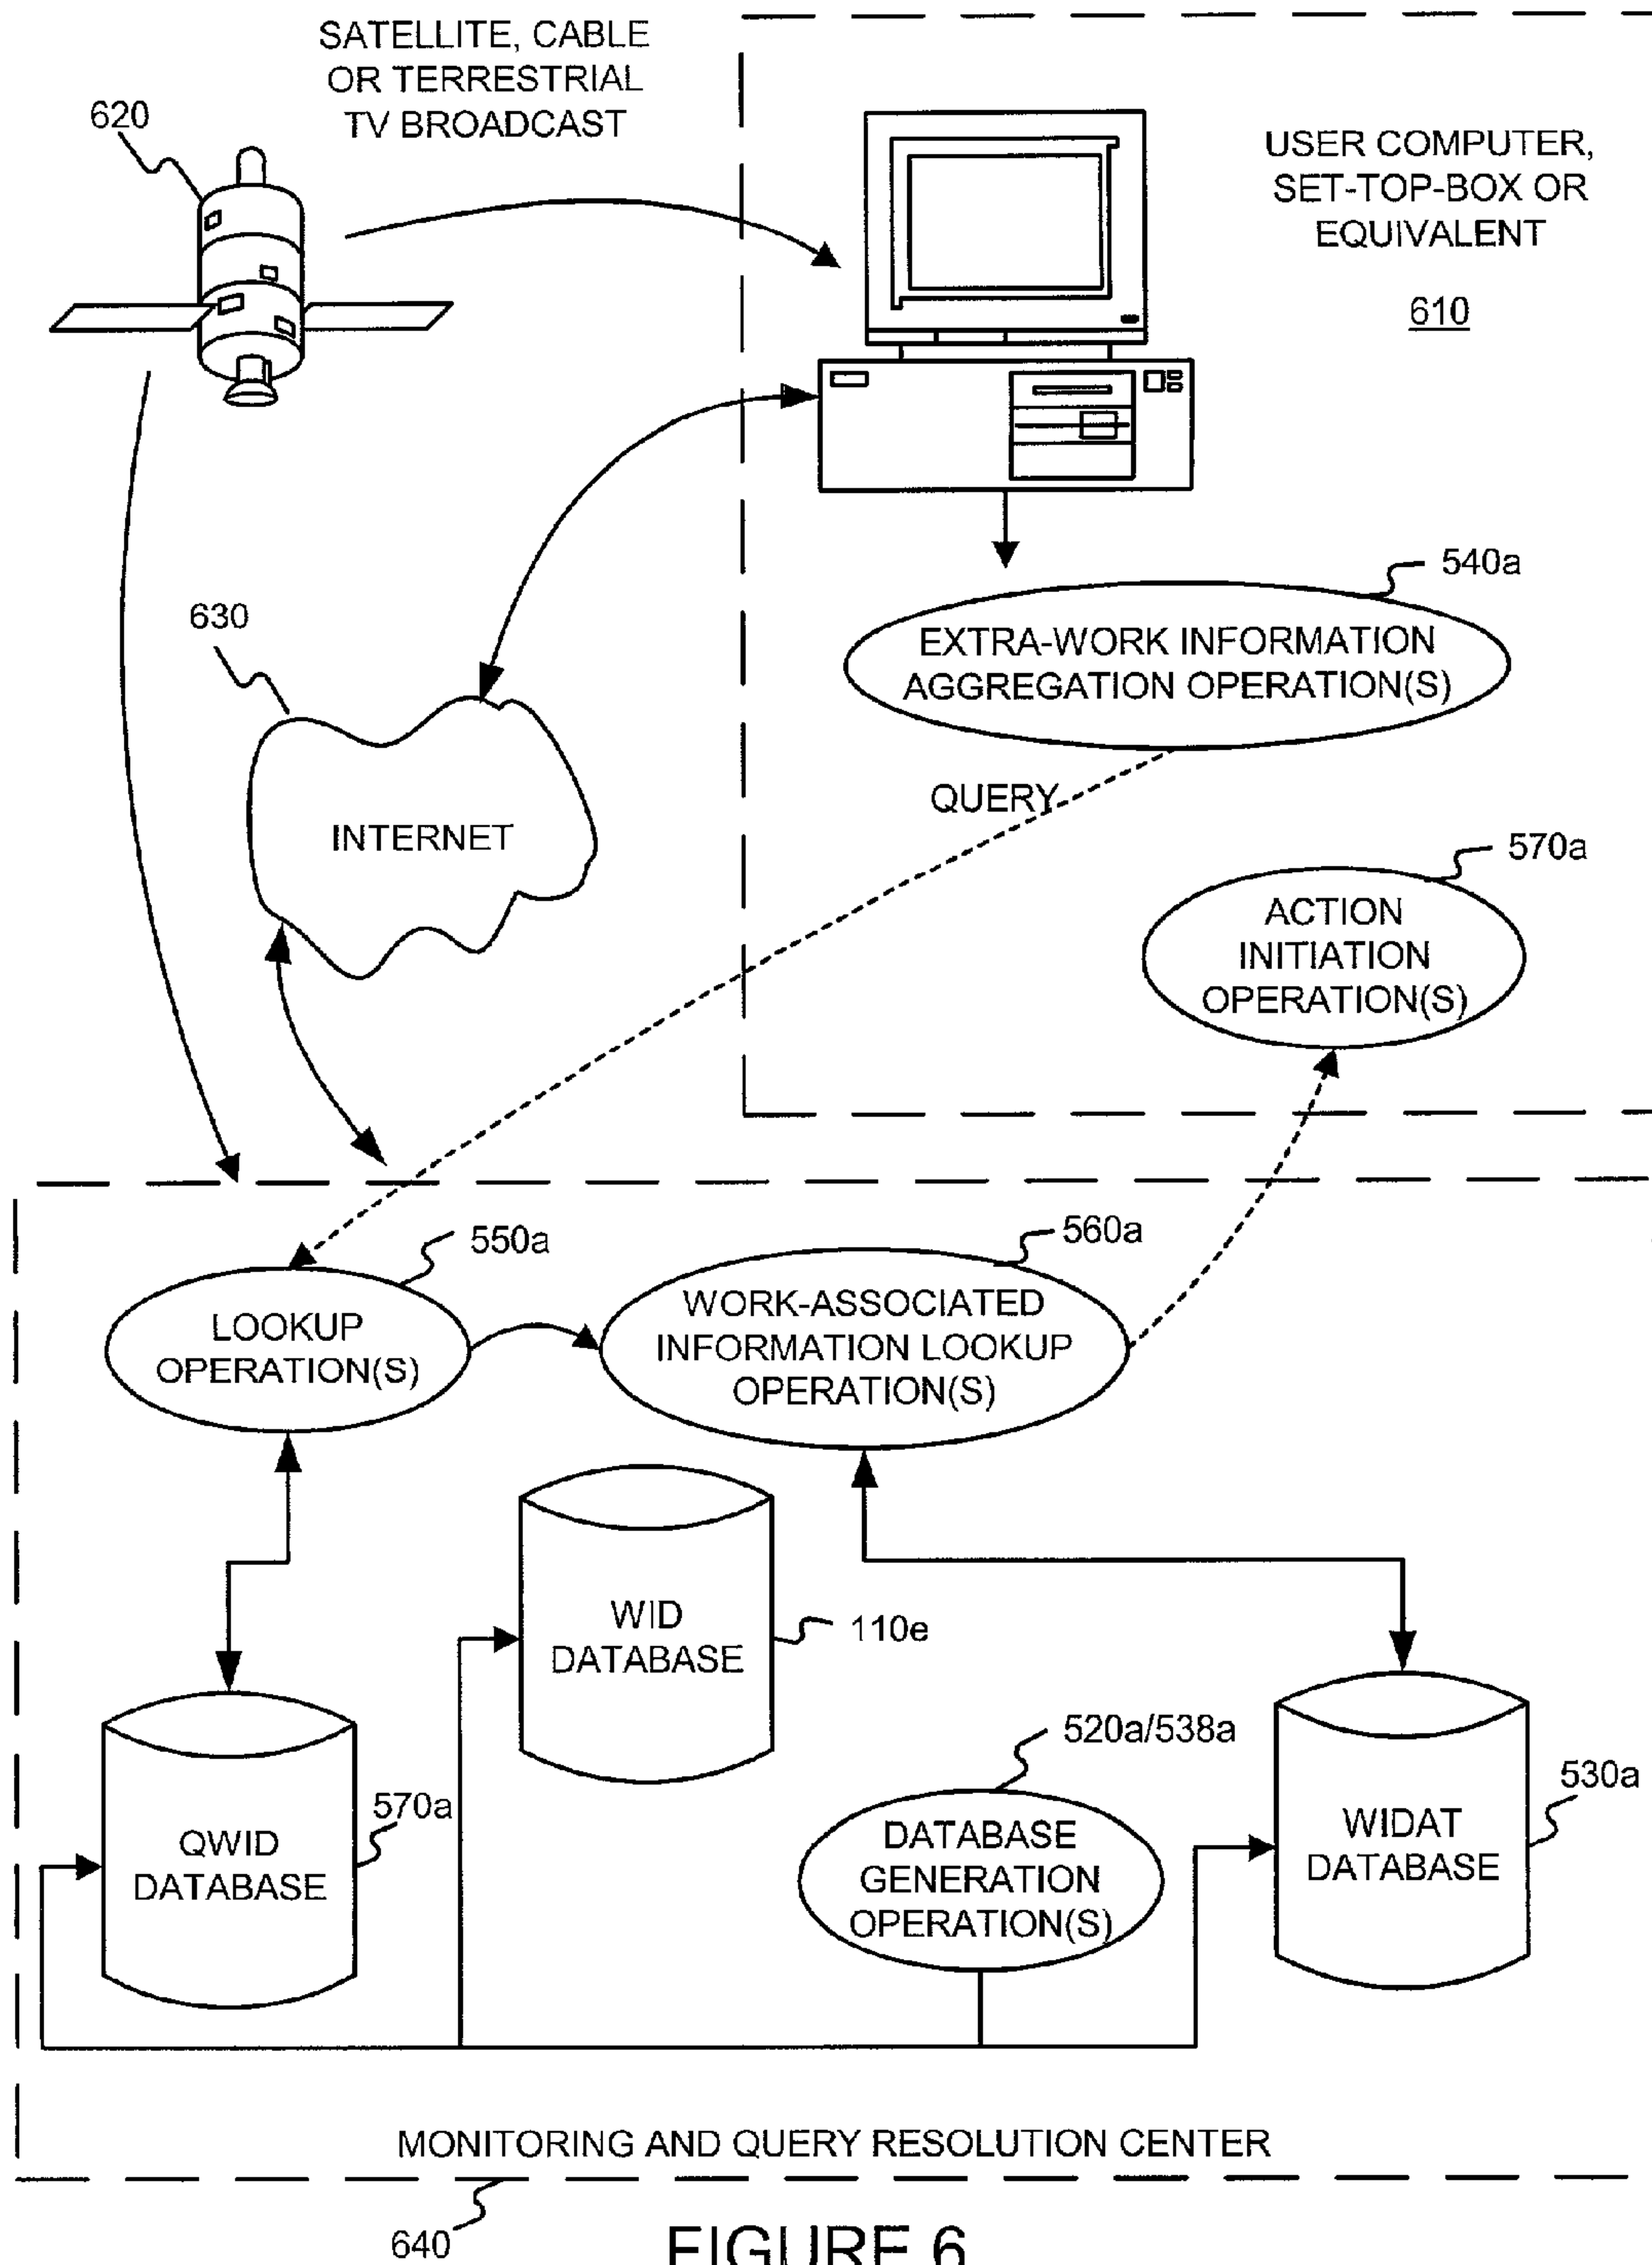 SATELLITE, CABLE
OR TERRESTRIAL
TV BROADCAST
620
USER COMPUTER,
SET-TOP-BOX OR
EQUIVALENT
610
540a
EXTRA-WORK INFORMATION
AGGREGATION OPERATION(S)
630
QUERY
INTERNET
570a
ACTION
INITIATION
OPERATION(S)
550a
LOOKUP
OPERATION(S)
560a
WORK-ASSOCIATED
INFORMATION LOOKUP
OPERATION(S)
WID
DATABASE
110e
520a/538a
530a
570a
QWID
DATABASE
DATABASE
GENERATION
OPERATION(S)
WIDAT
DATABASE
MONITORING AND QUERY RESOLUTION CENTER
640
FIGURE 6